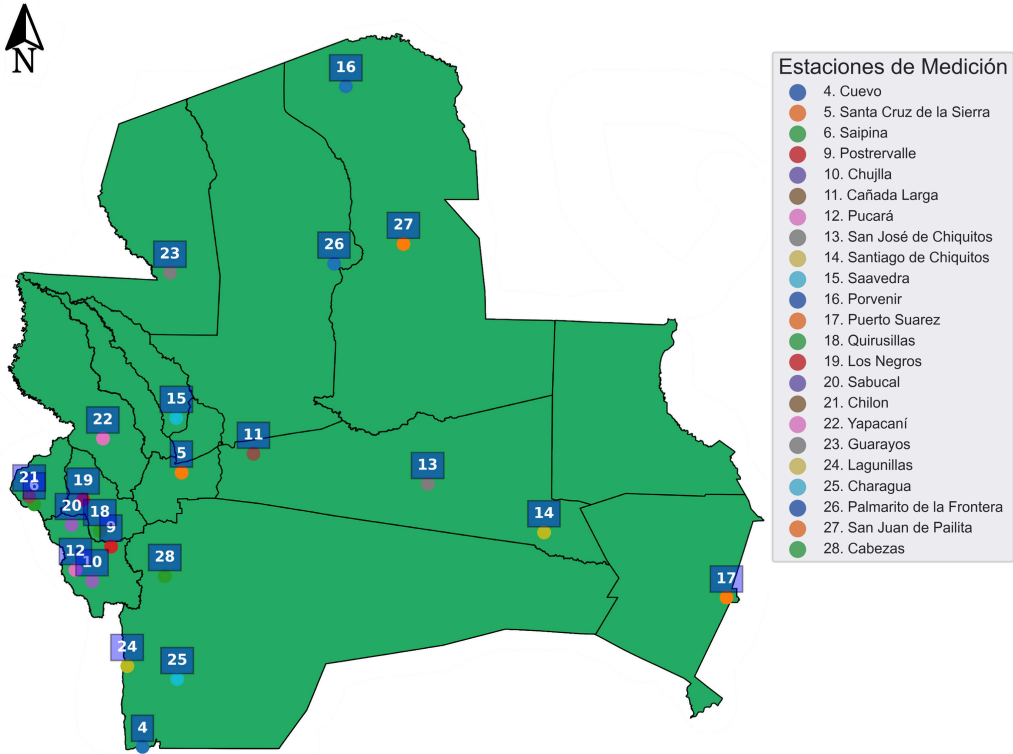 N
16
27
26
23
15
22
11
5
13
21
6
19
20
18
14
9
12
10
28
17
24
25
4
Estaciones de Medición
4. Cuevo
5. Santa Cruz de la Sierra
6. Saipina
9. Postrervalle
10. Chujlla
11. Cañada Larga
12. Pucará
13. San José de Chiquitos
14. Santiago de Chiquitos
15. Saavedra
16. Porvenir
17. Puerto Suarez
18. Quirusillas
19. Los Negros
20. Sabucal
21. Chilon
22. Yapacaní
23. Guarayos
24. Lagunillas
25. Charagua
26. Palmarito de la Frontera
27. San Juan de Pailita
28. Cabezas